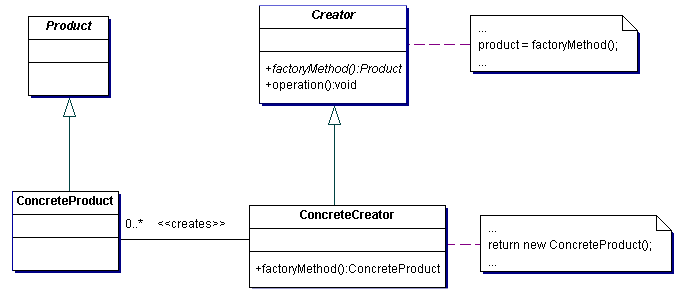 Product
Creator
+factoryMethod():Product
+operation():void
...
product = factoryMethod();
...
ConcreteProduct
0..* <<creates>>
ConcreteCreator
+factoryMethod():ConcreteProduct
...
return new ConcreteProduct();
...